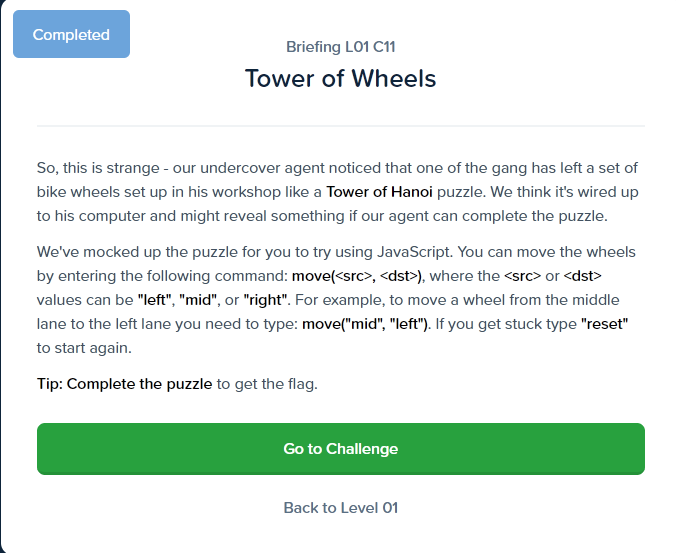 Completed
Briefing L01 C11
Tower of Wheels
So, this is strange - our undercover agent noticed that one of the gang has left a set of
bike wheels set up in his workshop like a Tower of Hanoi puzzle. We think it's wired up
to his computer and might reveal something if our agent can complete the puzzle.
We've mocked up the puzzle for you to try using JavaScript. You can move the wheels
by entering the following command: move(<src>, <dst>), where the <src> or <dst>
values can be "left", "mid", or "right". For example, to move a wheel from the middle
lane to the left lane you need to type: move("mid", "left"). If you get stuck type "reset"
to start again.
Tip: Complete the puzzle to get the flag.
Go to Challenge
Back to Level 01